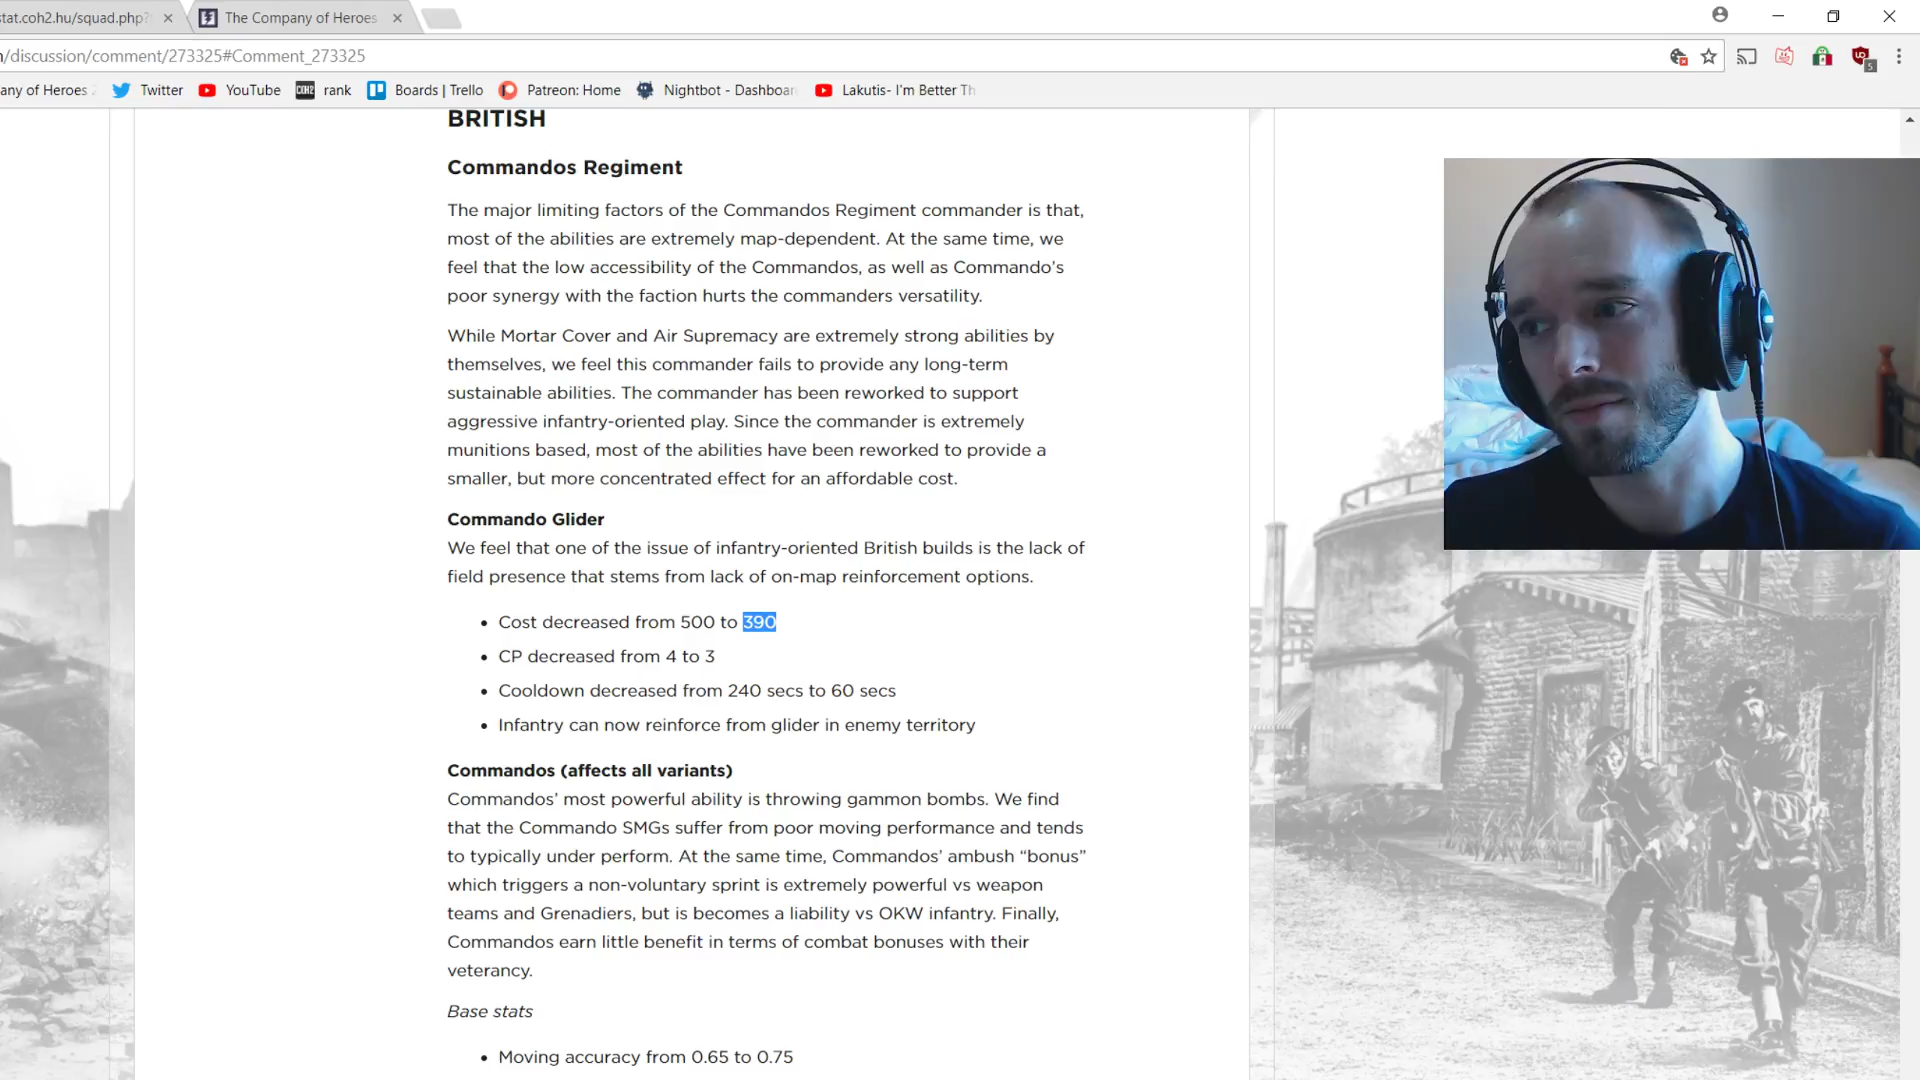 stat.coh2.hu/squad.php?
The Company of Heroes
/discussion/comment/273325#Comment_273325
any of Heroes
Twitter
YouTube
COH2 rank
Boards | Trello
Patreon: Home
Nightbot - Dashboar
Lakutis- I'm Better Th
5
BRITISH
Commandos Regiment
The major limiting factors of the Commandos Regiment commander is that,
most of the abilities are extremely map-dependent. At the same time, we
feel that the low accessibility of the Commandos, as well as Commando’s
poor synergy with the faction hurts the commanders versatility.
While Mortar Cover and Air Supremacy are extremely strong abilities by
themselves, we feel this commander fails to provide any long-term
sustainable abilities. The commander has been reworked to support
aggressive infantry-oriented play. Since the commander is extremely
munitions based, most of the abilities have been reworked to provide a
smaller, but more concentrated effect for an affordable cost.
Commando Glider
We feel that one of the issue of infantry-oriented British builds is the lack of
field presence that stems from lack of on-map reinforcement options.
• Cost decreased from 500 to 390
• CP decreased from 4 to 3
• Cooldown decreased from 240 secs to 60 secs
• Infantry can now reinforce from glider in enemy territory
Commandos (affects all variants)
Commandos’ most powerful ability is throwing gammon bombs. We find
that the Commando SMGs suffer from poor moving performance and tends
to typically under perform. At the same time, Commandos’ ambush “bonus”
which triggers a non-voluntary sprint is extremely powerful vs weapon
teams and Grenadiers, but is becomes a liability vs OKW infantry. Finally,
Commandos earn little benefit in terms of combat bonuses with their
veterancy.
Base stats
• Moving accuracy from 0.65 to 0.75